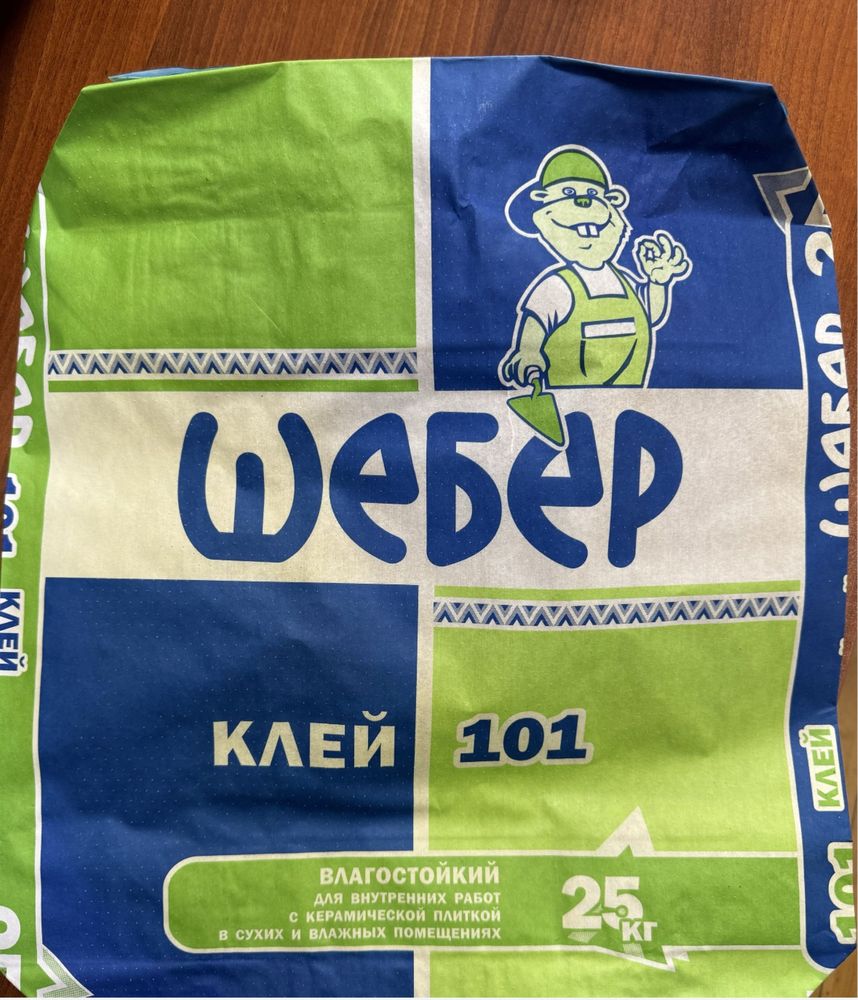 Шебер
КЛЕЙ 101
ВЛАГОСТОЙКИЙ
ДЛЯ ВНУТРЕННИХ РАБОТ
С КЕРАМИЧЕСКОЙ ПЛИТКОЙ
В СУХИХ И ВЛАЖНЫХ ПОМЕЩЕНИЯХ
25 КГ
101
КЛЕЙ
КЛЕЙ
101